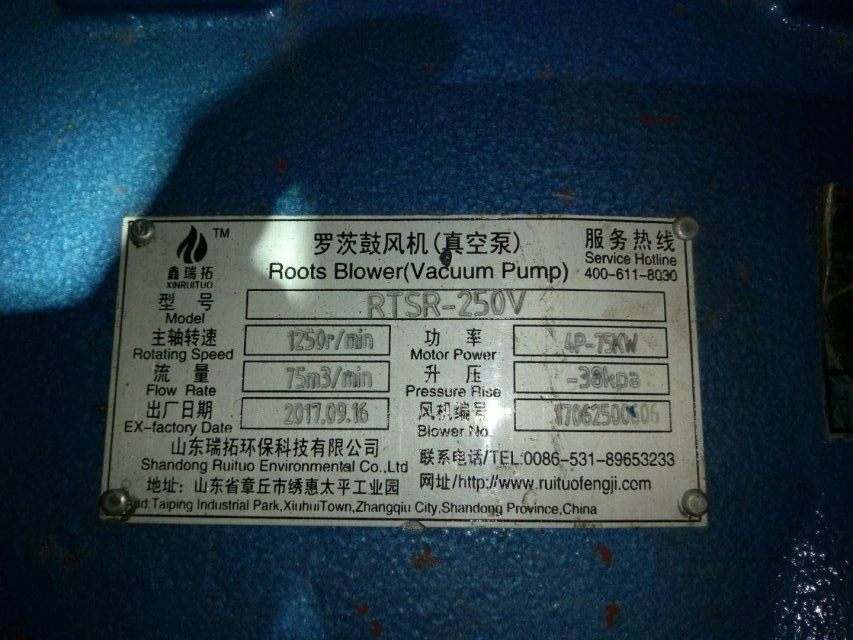 TM
鑫瑞拓
XINRUITUO
罗茨鼓风机(真空泵)
Roots Blower(Vacuum Pump)
服务热线
Service Hotline
400-611-8030
型号 RTSR-250V
Model
主轴转速 1250r/min 功率 4P-75KW
Rotating Speed Motor Power
流量 75m3/min 升压 -38kpa
Flow Rate Pressure Rise
出厂日期 2017.09.16 风机编号
EX-factory Date Blower No.
山东瑞拓环保科技有限公司
Shandong Ruituo Environmental Co.,Ltd
联系电话/TEL:0086-531-89653233
地址: 山东省章丘市绣惠太平工业园
网址/http://www.ruituofengji.com
Add:Taiping Industrial Park,XiuhuiTown,Zhangqiu City,Shandong Province,China